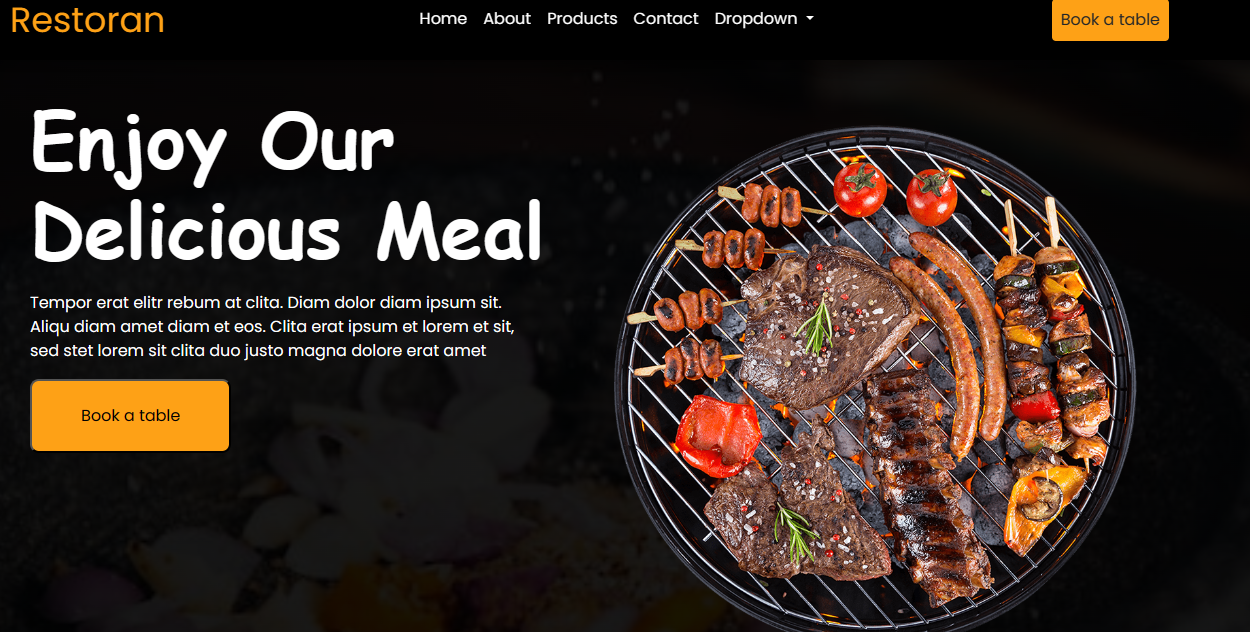 Restoran
Home About Products Contact Dropdown
Book a table
Enjoy Our
Delicious Meal
Tempor erat elitr rebum at clita. Diam dolor diam ipsum sit.
Aliqu diam amet diam et eos. Clita erat ipsum et lorem et sit,
sed stet lorem sit clita duo justo magna dolore erat amet
Book a table